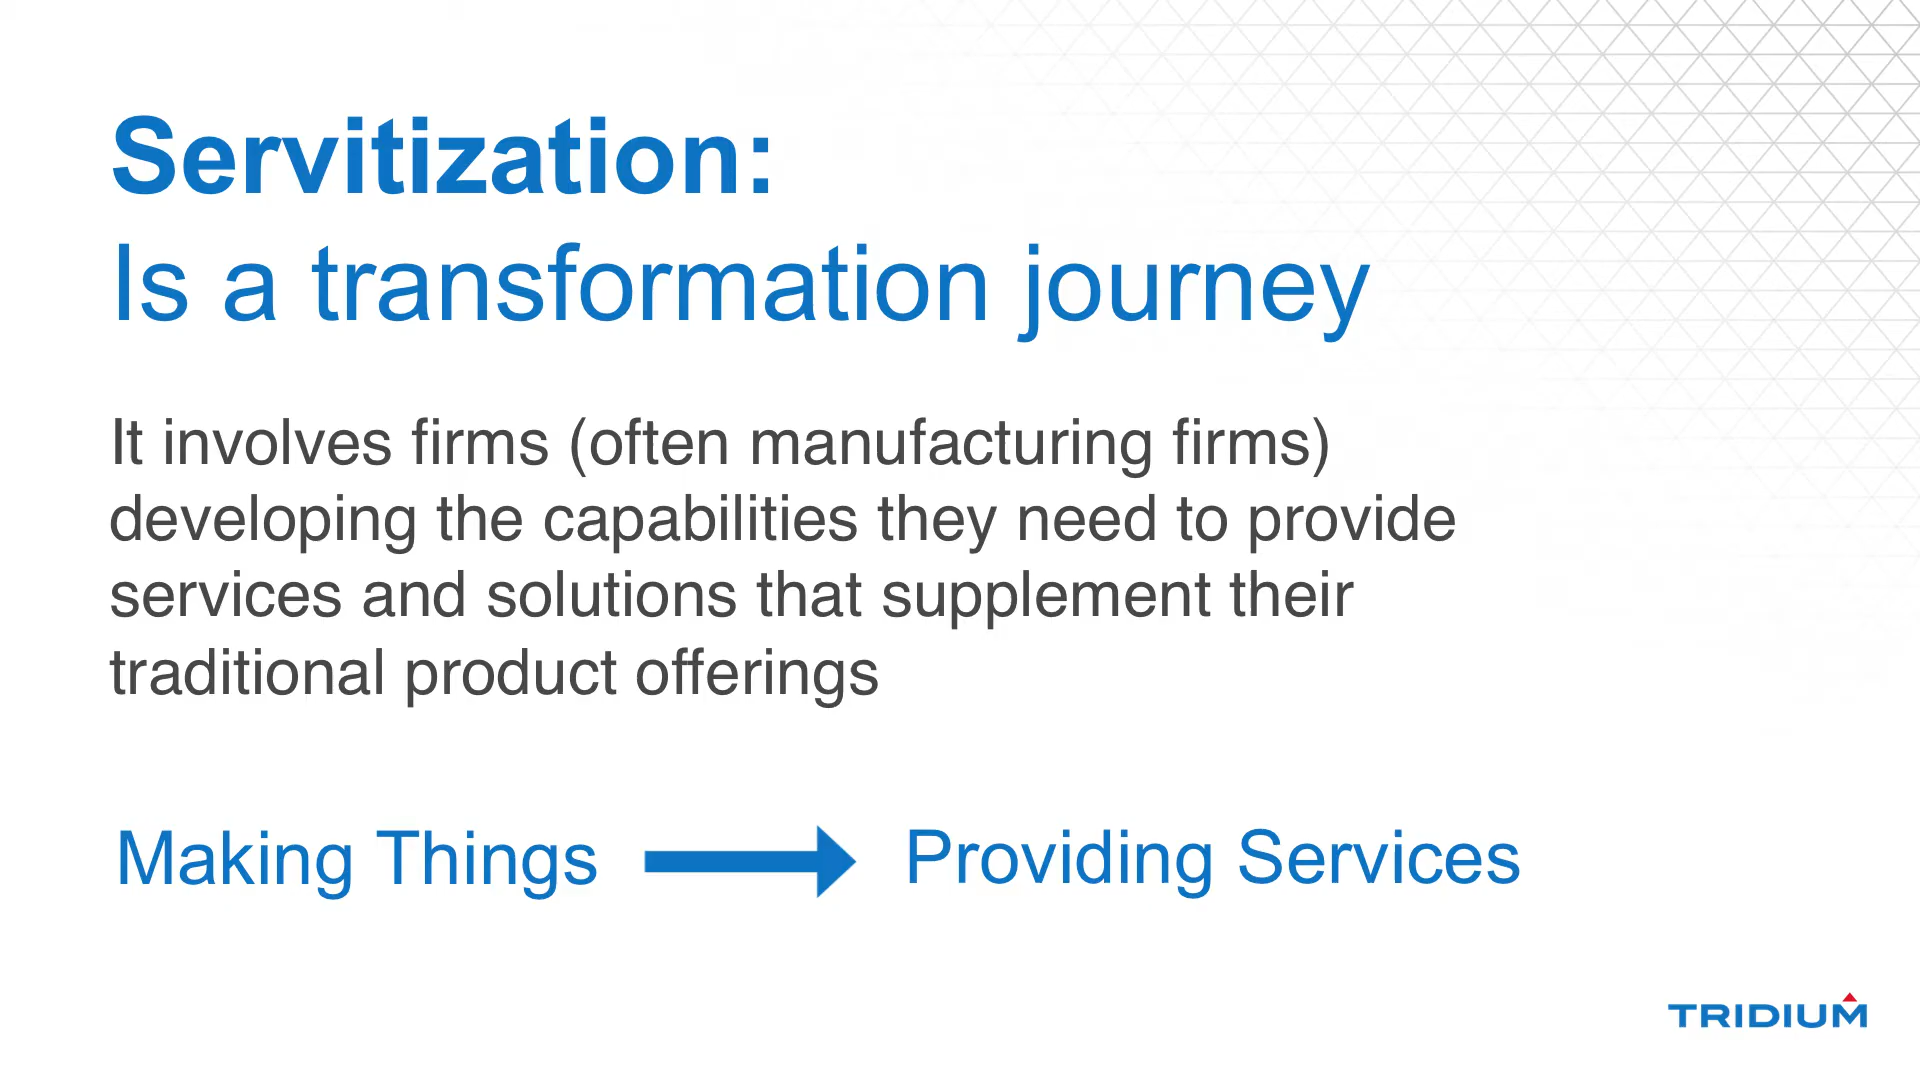 Servitization:
Is a transformation journey
It involves firms (often manufacturing firms)
developing the capabilities they need to provide
services and solutions that supplement their
traditional product offerings
Making Things
Providing Services
TRIDIUM